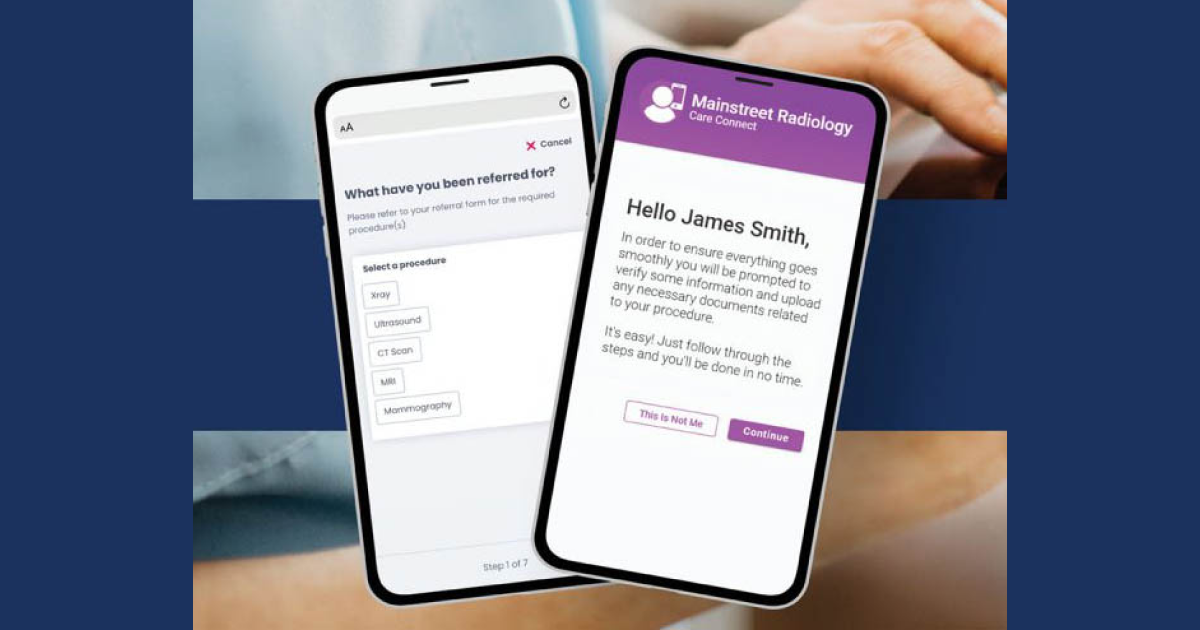 AA
Cancel
What have you been referred for?
Please refer to your referral form for the required
procedure(s)
Select a procedure
Xray
Ultrasound
CT Scan
MRI
Mammography
Step 1 of 7
Mainstreet Radiology
Care Connect
Hello James Smith,
In order to ensure everything goes
smoothly you will be prompted to
verify some information and upload
any necessary documents related
to your procedure.
It's easy! Just follow through the
steps and you'll be done in no time.
This Is Not Me
Continue